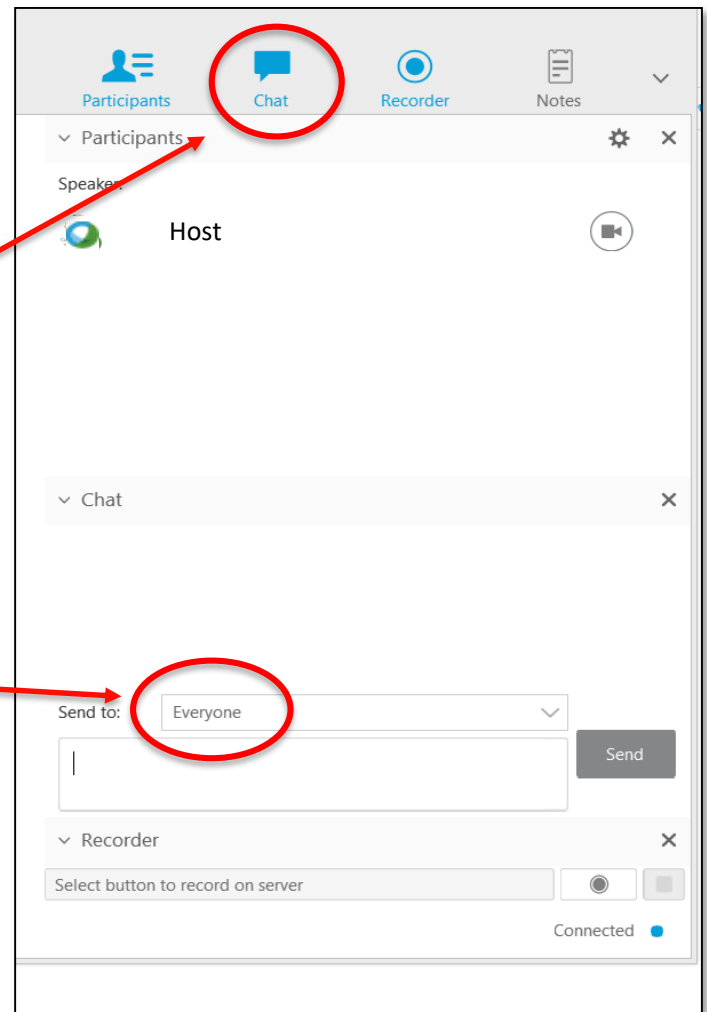 Participants Chat Recorder Notes
Participants
Speaker:
Host
Chat
Send to: Everyone
Send
Recorder
Select button to record on server
Connected